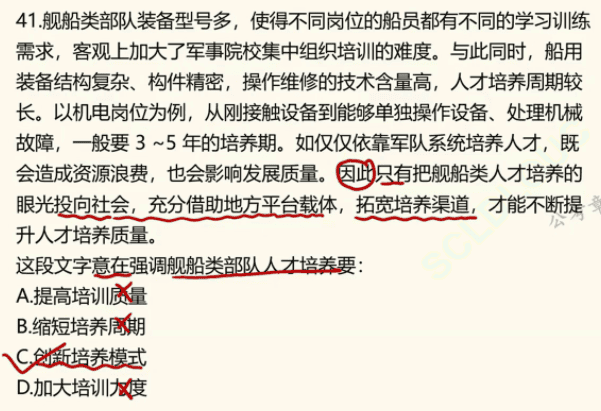 41.舰船类部队装备型号多，使得不同岗位的船员都有不同的学习训练
需求，客观上加大了军事院校集中组织培训的难度。与此同时，船用
装备结构复杂、构件精密，操作维修的技术含量高，人才培养周期较
长。以机电岗位为例，从刚接触设备到能够单独操作设备、处理机械
故障，一般要 3 ~5 年的培养期。如仅仅依靠军队系统培养人才，既
会造成资源浪费，也会影响发展质量。因此只有把舰船类人才培养的
眼光投向社会，充分借助地方平台载体，拓宽培养渠道，才能不断提
升人才培养质量。
这段文字意在强调舰船类部队人才培养要：
A.提高培训质量
B.缩短培养周期
C.创新培养模式
D.加大培训力度